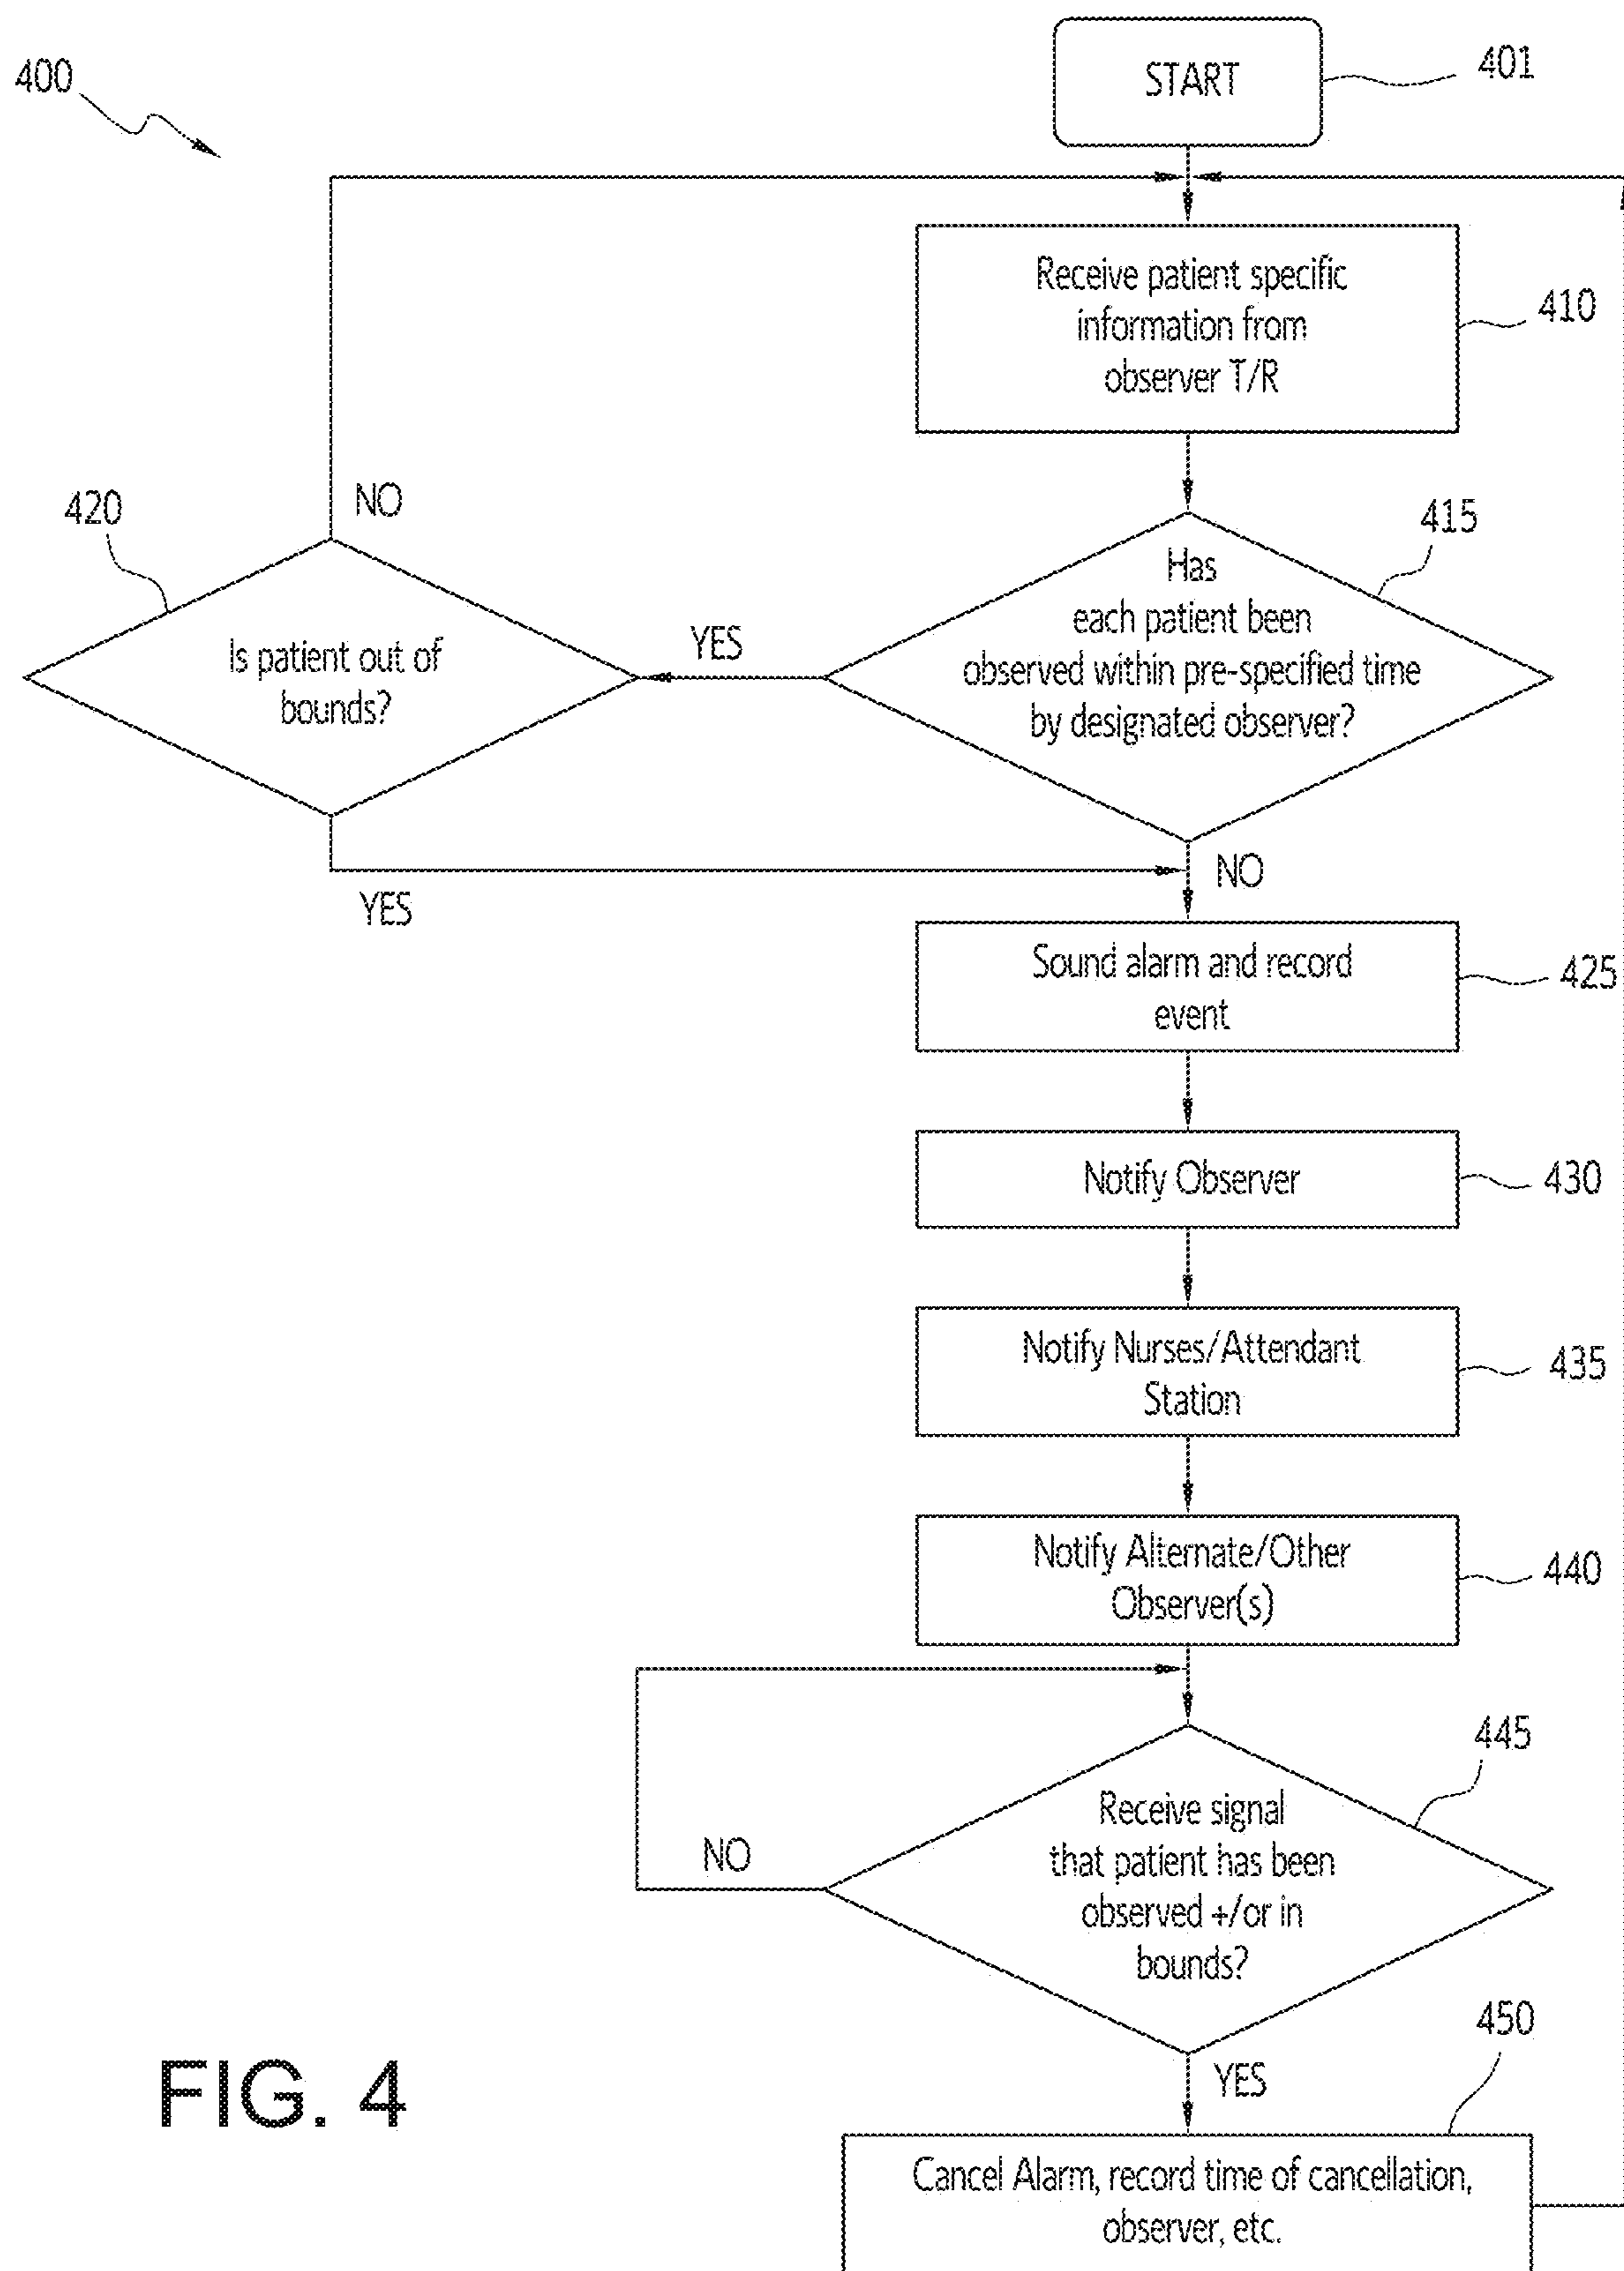 400
START
401
Receive patient specific
information from
observer T/R
410
420
NO
415
Has
each patient been
observed within pre-specified time
by designated observer?
YES
Is patient out of
bounds?
NO
YES
Sound alarm and record
event
425
Notify Observer
430
Notify Nurses/Attendant
Station
435
Notify Alternate/Other
Observer(s)
440
445
Receive signal
that patient has been
observed +/or in
bounds?
NO
YES
450
Cancel Alarm, record time of cancellation,
observer, etc.
FIG. 4